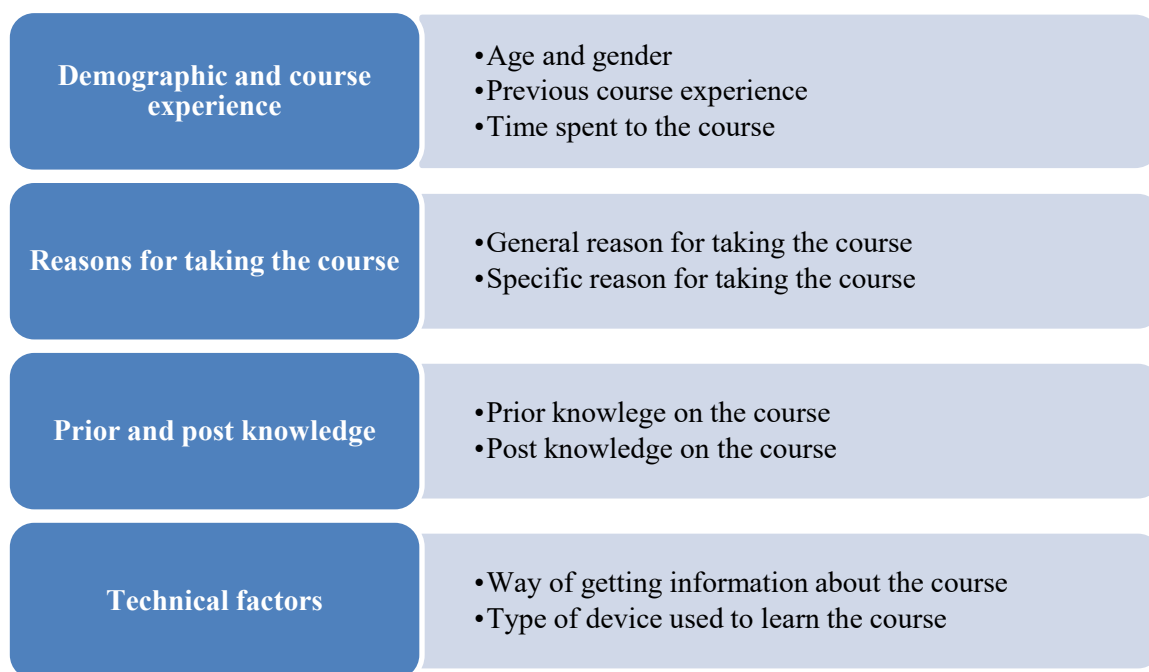 Demographic and course
experience
•Age and gender
•Previous course experience
•Time spent to the course
Reasons for taking the course
•General reason for taking the course
•Specific reason for taking the course
Prior and post knowledge
•Prior knowlege on the course
•Post knowledge on the course
Technical factors
•Way of getting information about the course
•Type of device used to learn the course